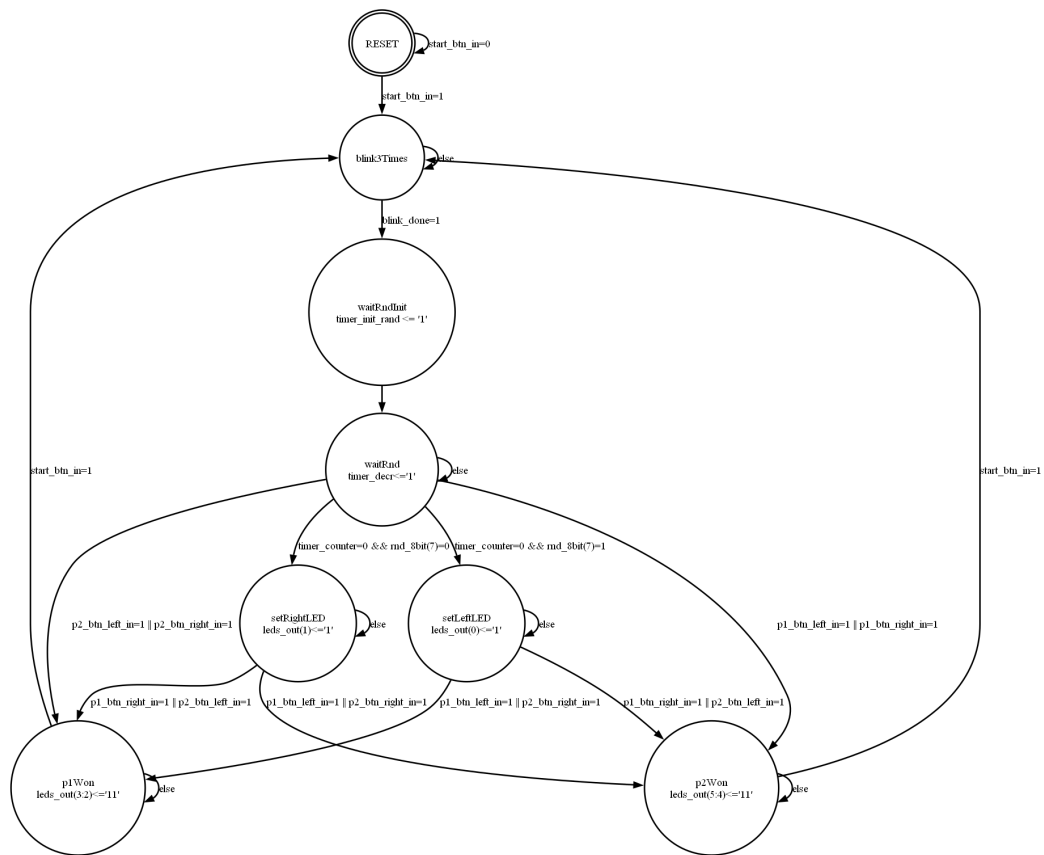 RESET
start_btn_in=0
start_btn_in=1
blink3Times
else
blink_done=1
waitRndInit
timer_init_rand <= '1'
waitRnd
timer_decr<='1'
else
start_btn_in=1
start_btn_in=1
timer_counter=0 && rnd_8bit(7)=0
timer_counter=0 && rnd_8bit(7)=1
p2_btn_left_in=1 || p2_btn_right_in=1
setRightLED
leds_out(1)<='1'
else
setLeftLED
leds_out(0)<='1'
else
p1_btn_left_in=1 || p1_btn_right_in=1
p1_btn_right_in=1 || p2_btn_left_in=1
p1_btn_left_in=1 || p2_btn_right_in=1
p1_btn_left_in=1 || p2_btn_right_in=1
p1_btn_right_in=1 || p2_btn_left_in=1
p1Won
leds_out(3:2)<='11'
else
p2Won
leds_out(5:4)<='11'
else